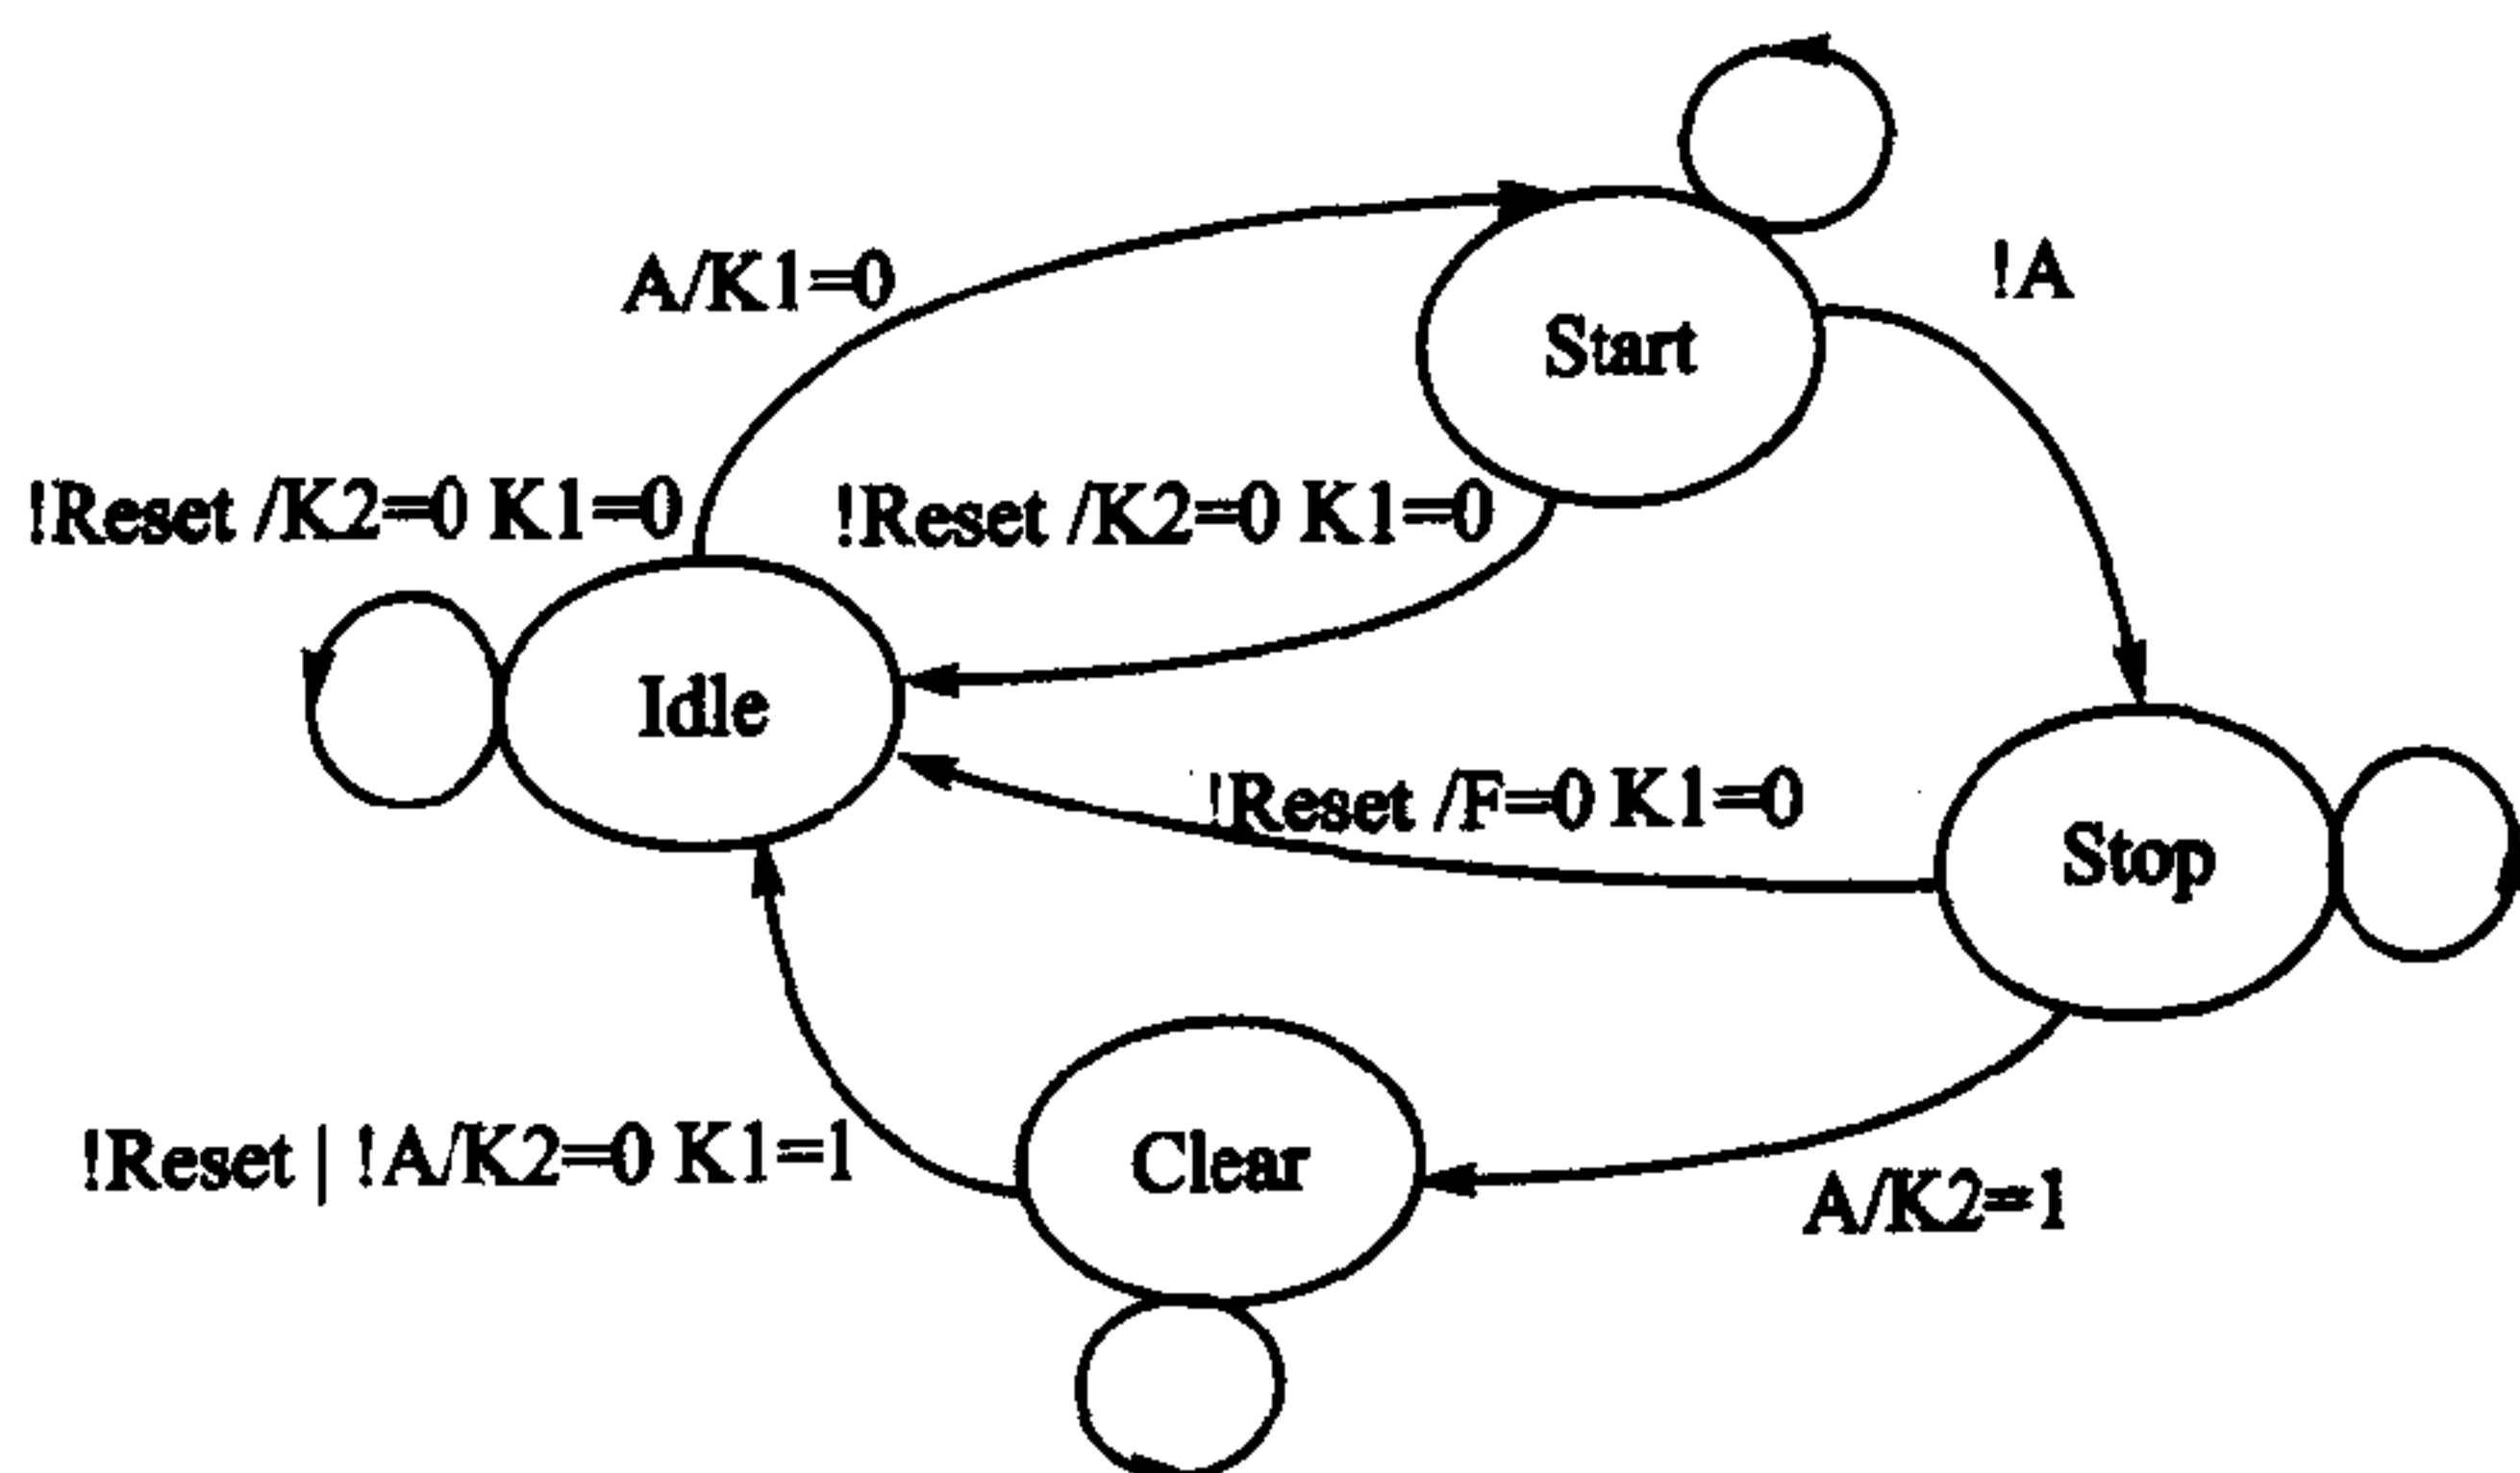 !A
A/K1=0
Start
!Reset /K2=0 K1=0
!Reset /K2=0 K1=0
Idle
!Reset /F=0 K1=0
Stop
!Reset | !A/K2=0 K1=1
Clear
A/K2=1